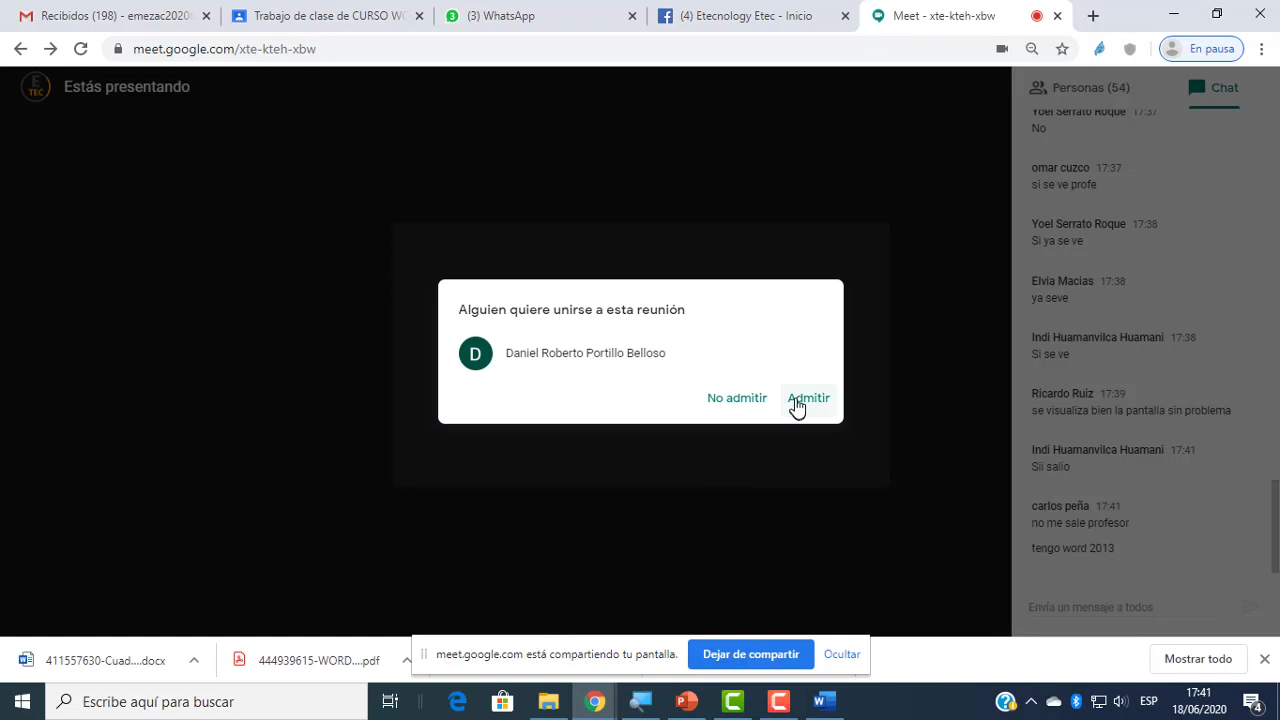 Recibidos (198) - emezac2020
Trabajo de clase de CURSO WO
(3) WhatsApp
(4) Etecnology Etec - Inicio
Meet - xte-kteh-xbw
meet.google.com/xte-kteh-xbw
En pausa
E
TEC
Estás presentando
Personas (54)
Chat
Yoel Serrato Roque 17:37
No
omar cuzco 17:37
si se ve profe
Yoel Serrato Roque 17:38
Si ya se ve
Elvia Macias 17:38
ya seve
Indi Huamanvilca Huamani 17:38
Si se ve
Ricardo Ruíz 17:39
se visualiza bien la pantalla sin problema
Indi Huamanvilca Huamani 17:41
Sii salio
carlos peña 17:41
no me sale profesor
tengo word 2013
Envía un mensaje a todos
Alguien quiere unirse a esta reunión
D
Daniel Roberto Portillo Belloso
No admitir
Admitir
411557630-Cuad....docx
444939615-WORD....pdf
meet.google.com está compartiendo tu pantalla.
Dejar de compartir
Ocultar
Mostrar todo
Escribe aquí para buscar
ESP
17:41
18/06/2020
4